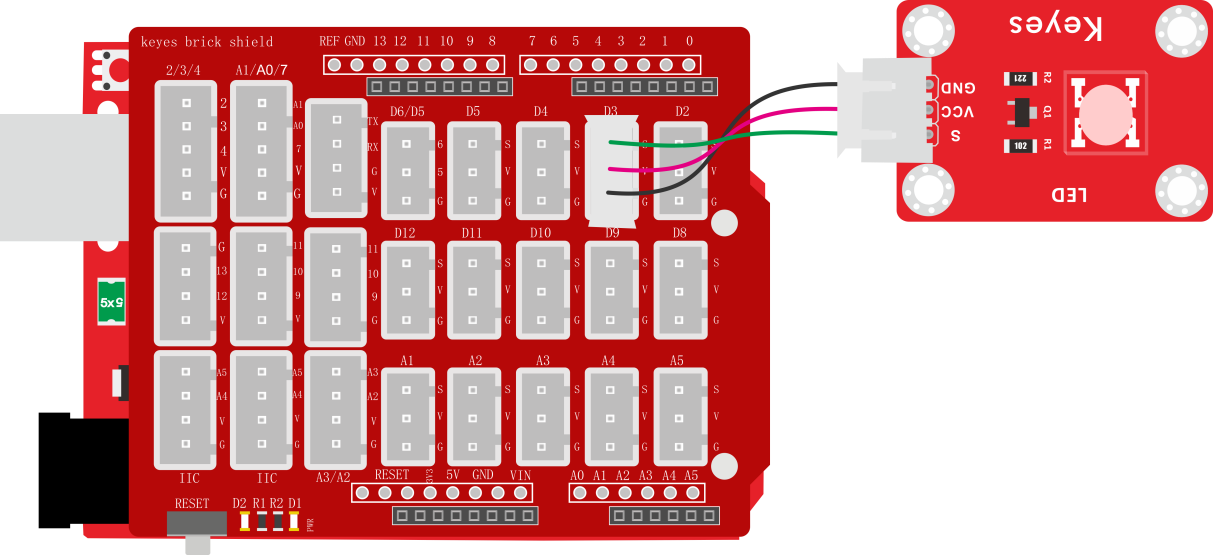 keyes brick shield
REF GND 13 12 11 10 9 8
7 6 5 4 3 2 1 0
2/3/4
A1/A0/7
D6/D5
D5
D4
D3
D2
2
3
4
V
G
A1
A0
7
V
G
TX
RX
G
V
6
5
G
S
V
G
S
V
G
S
V
G
S
V
G
D12
D11
D10
D9
D8
G
13
12
V
11
10
9
V
11
10
9
G
S
V
G
S
V
G
S
V
G
S
V
G
S
V
G
A1
A2
A3
A4
A5
A5
A4
V
G
A5
A4
V
G
A3
A2
V
G
S
V
G
S
V
G
S
V
G
S
V
G
S
V
G
IIC
IIC
A3/A2
RESET 3V3 5V GND VIN
A0 A1 A2 A3 A4 A5
RESET
D2 R1 R2 D1
PWR
5x5
Keyes
GND
VCC
S
221
R2
Q1
102
R1
LED